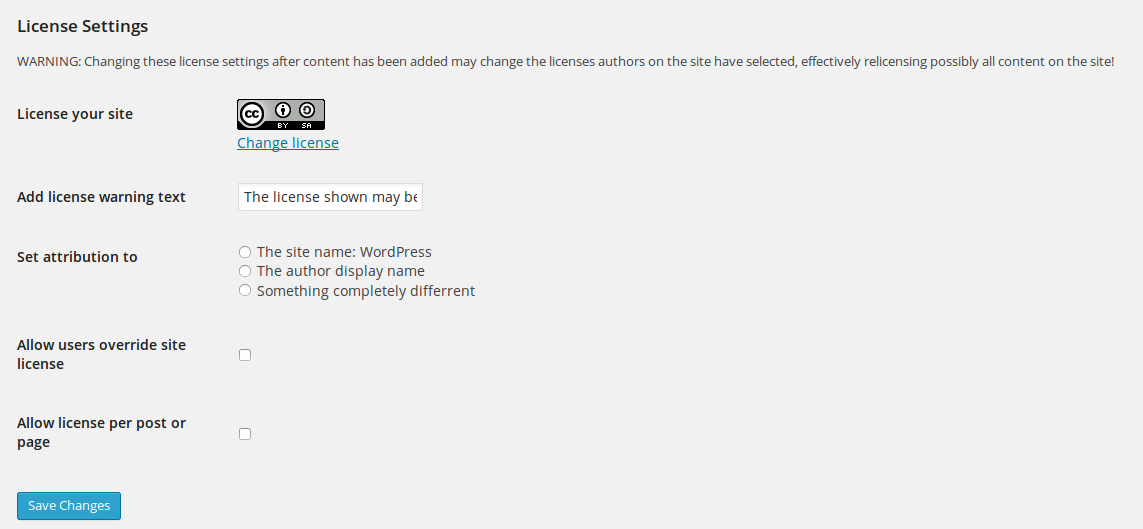 License Settings
WARNING: Changing these license settings after content has been added may change the licenses authors on the site have selected, effectively relicensing possibly all content on the site!
License your site
cc
BY SA
Change license
Add license warning text
The license shown may be
Set attribution to
The site name: WordPress
The author display name
Something completely differrent
Allow users override site
license
Allow license per post or
page
Save Changes